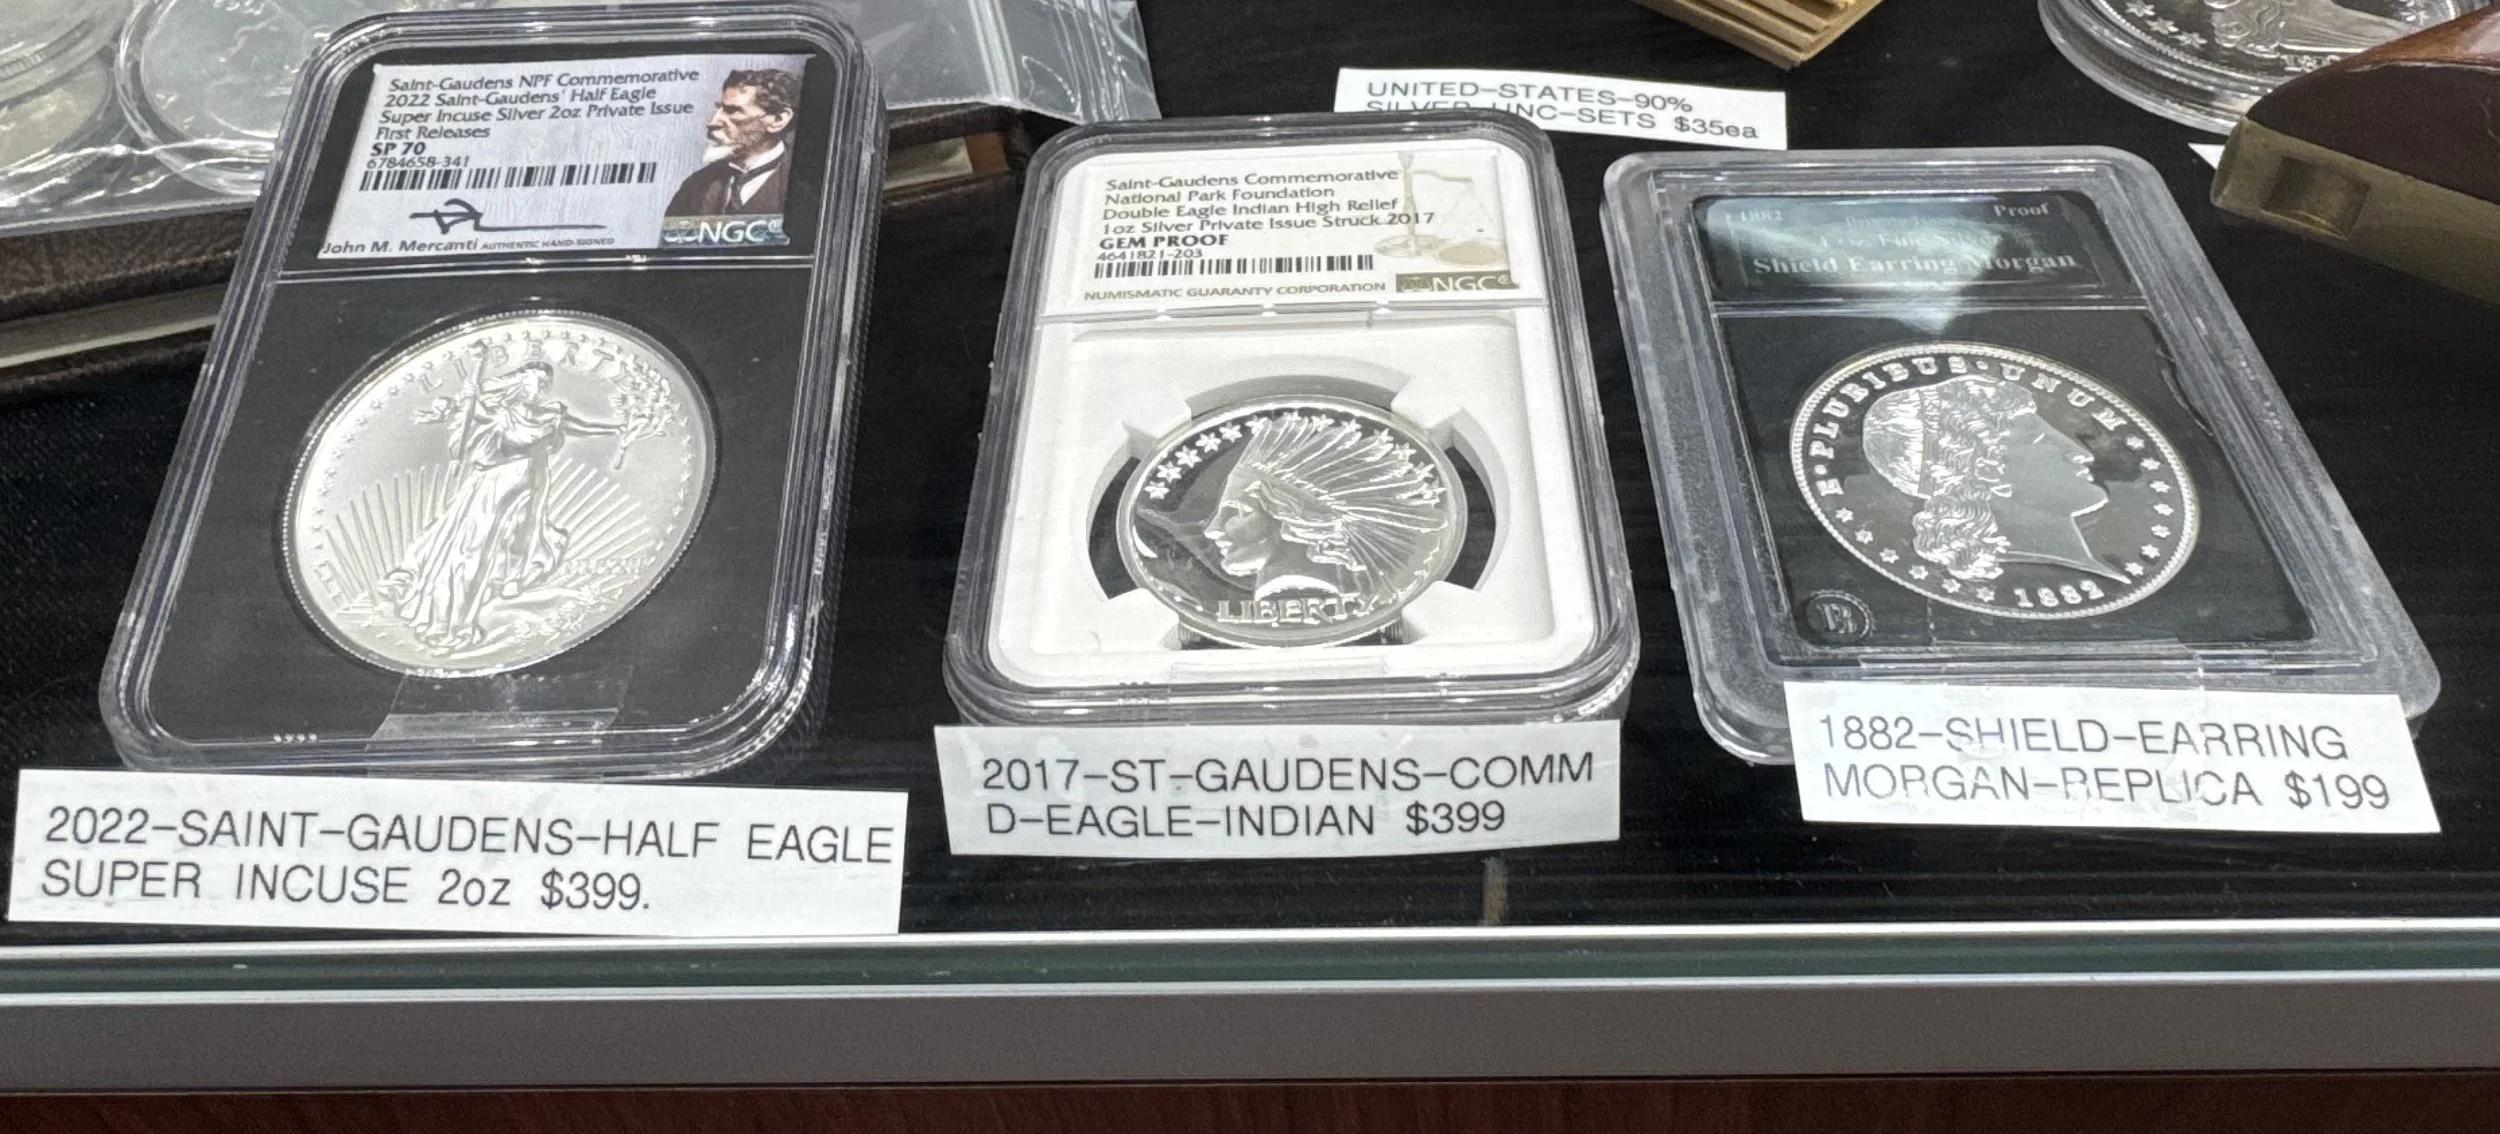 Saint-Gaudens NPF Commemorative
2022 Saint-Gaudens' Half Eagle
Super Incuse Silver 2oz Private Issue
First Releases
SP 70
6784658-341
John M. Mercanti AUTHENTIC HAND-SIGNED
NGC
LIBERTY
2022-SAINT-GAUDENS-HALF EAGLE
SUPER INCUSE 2oz $399.
UNITED-STATES-90%
SILVER UNC-SETS $35ea
Saint-Gaudens Commemorative
National Park Foundation
Double Eagle Indian High Relief
1oz Silver Private Issue Struck 2017
GEM PROOF
4641821-203
NUMISMATIC GUARANTY CORPORATION
NGC
LIBERTY
2017-ST-GAUDENS-COMM
D-EAGLE-INDIAN $399
1882 Proof
Shield Earring Morgan
E·PLURIBUS·UNUM
1882
1882-SHIELD-EARRING
MORGAN-REPLICA $199